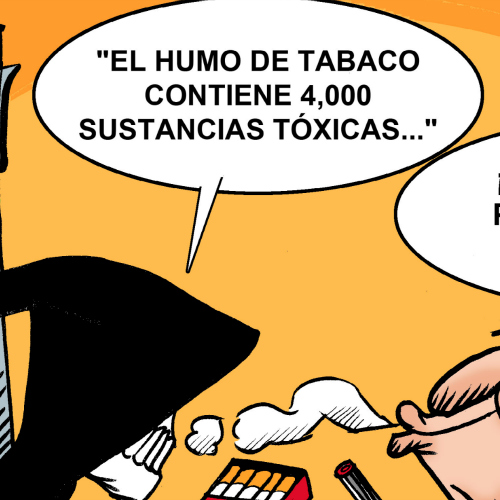 "EL HUMO DE TABACO
CONTIENE 4,000
SUSTANCIAS TÓXICAS..."